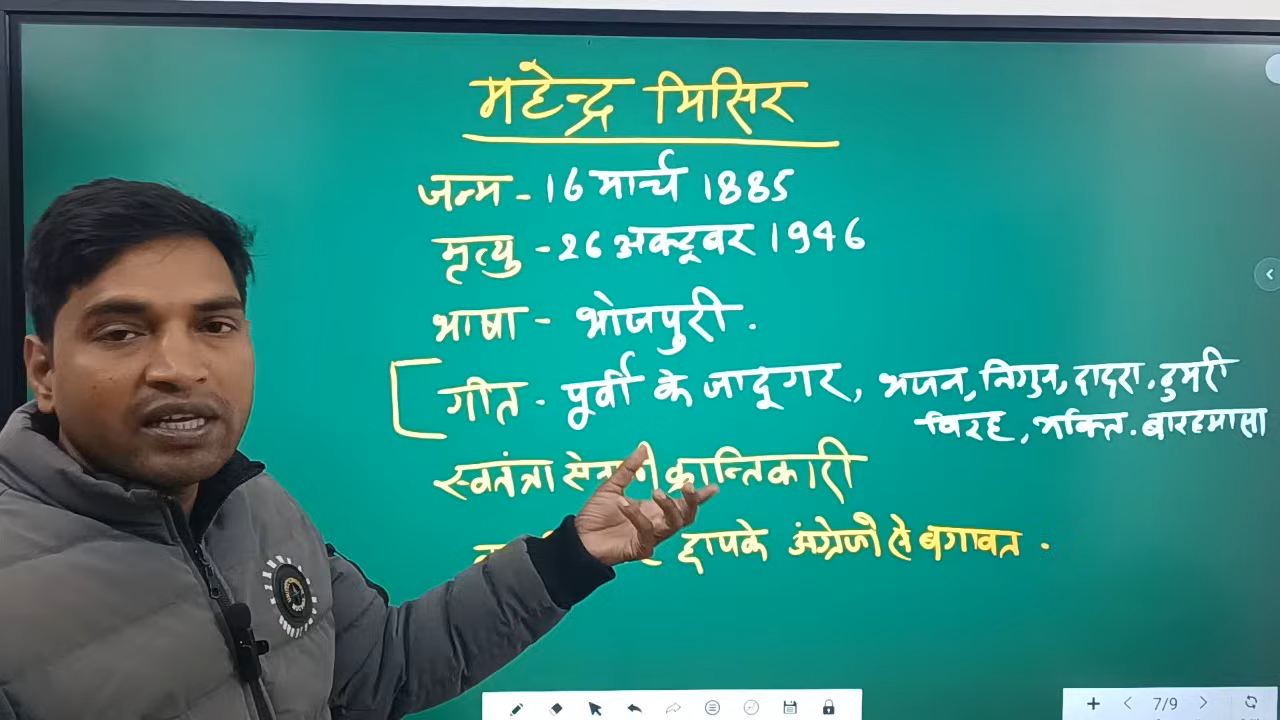 महेन्द्र मिसिर
जन्म - 16 मार्च 1885
मृत्यु - 26 अक्टूबर 1946
भाषा - भोजपुरी.
गीत - पूर्वी के जादूगर, भजन, निर्गुन, दादरा. ठुमरी
विरह, भक्ति. बारहमासा
स्वतंत्रा क्रान्तिकारी
छापके अंग्रेजो से बगावत.
7/9